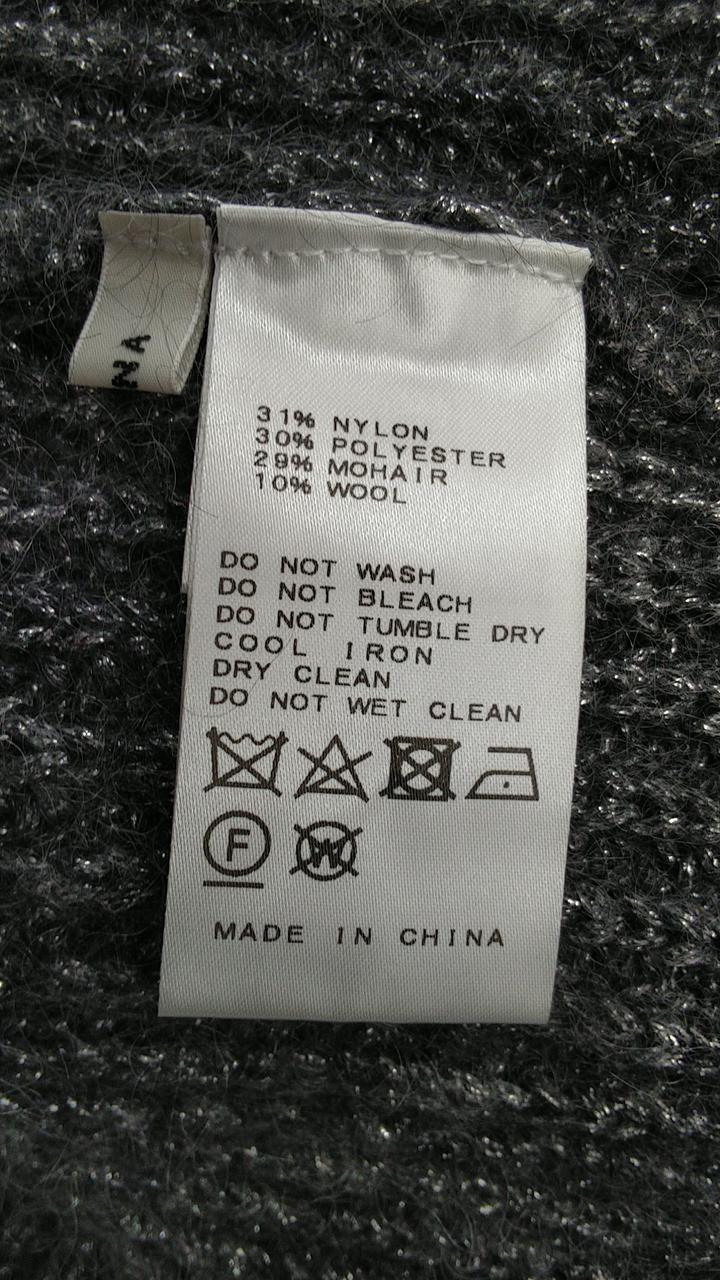 NA
31% NYLON
30% POLYESTER
29% MOHAIR
10% WOOL
DO NOT WASH
DO NOT BLEACH
DO NOT TUMBLE DRY
COOL IRON
DRY CLEAN
DO NOT WET CLEAN
F W
MADE IN CHINA